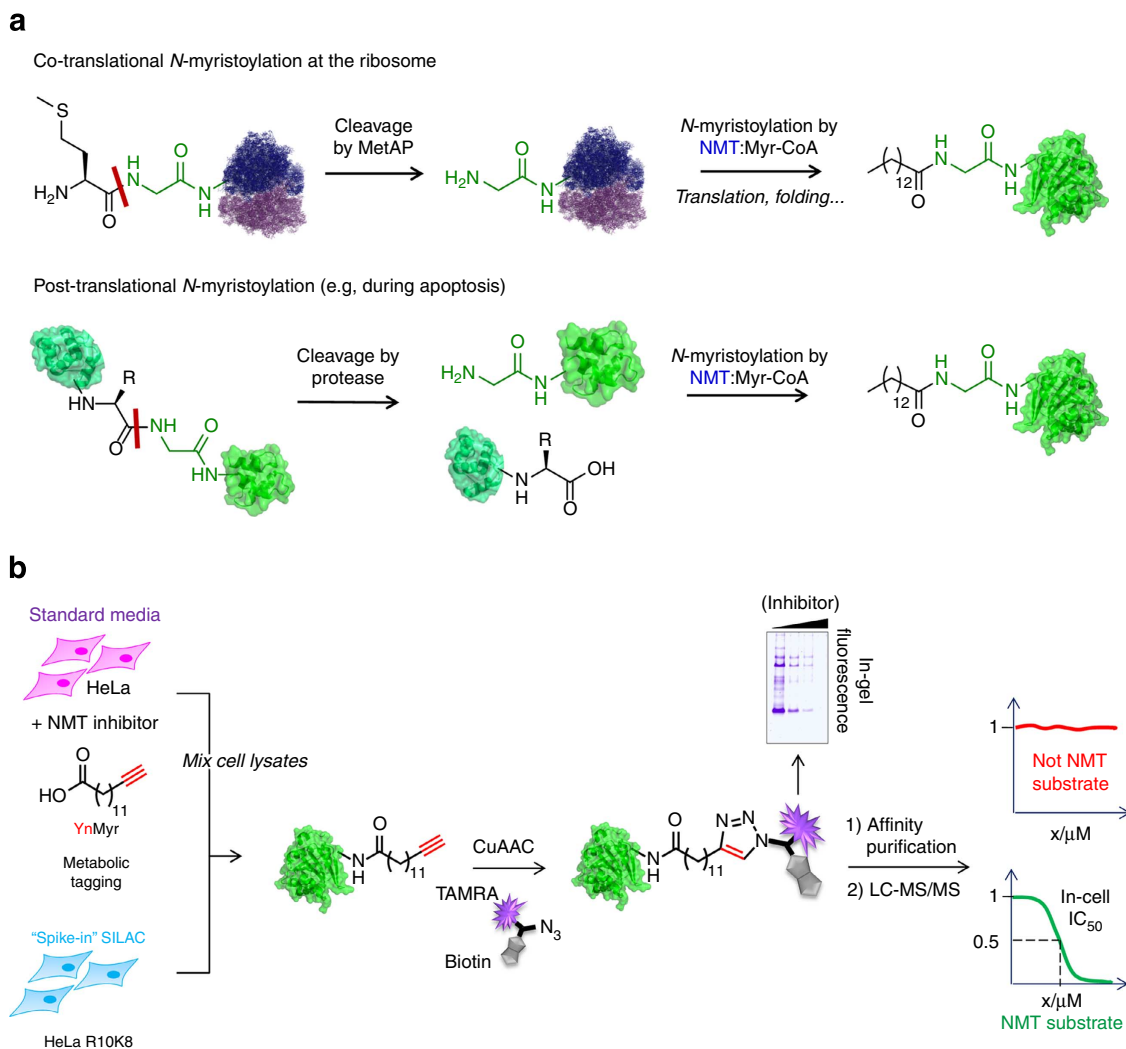 a
Co-translational N-myristoylation at the ribosome
S
H
N
O
H2N
O
N
H
Cleavage
by MetAP
O
H2N
N
H
N-myristoylation by
NMT:Myr-CoA
Translation, folding...
H
N
O
12
O
N
H
Post-translational N-myristoylation (e.g, during apoptosis)
R
HN
NH
O
O
HN
Cleavage by
protease
O
H2N
N
H
R
N
H
OH
O
N-myristoylation by
NMT:Myr-CoA
H
N
O
12
O
N
H
b
Standard media
HeLa
+ NMT inhibitor
O
HO
11
YnMyr
Metabolic
tagging
"Spike-in" SILAC
HeLa R10K8
Mix cell lysates
O
N
H
11
CuAAC
TAMRA
N3
Biotin
O
N
H
11
N
N
N
(Inhibitor)
In-gel
fluorescence
1) Affinity
purification
2) LC-MS/MS
1
Not NMT
substrate
x/μM
1
0.5
In-cell
IC50
x/μM
NMT substrate